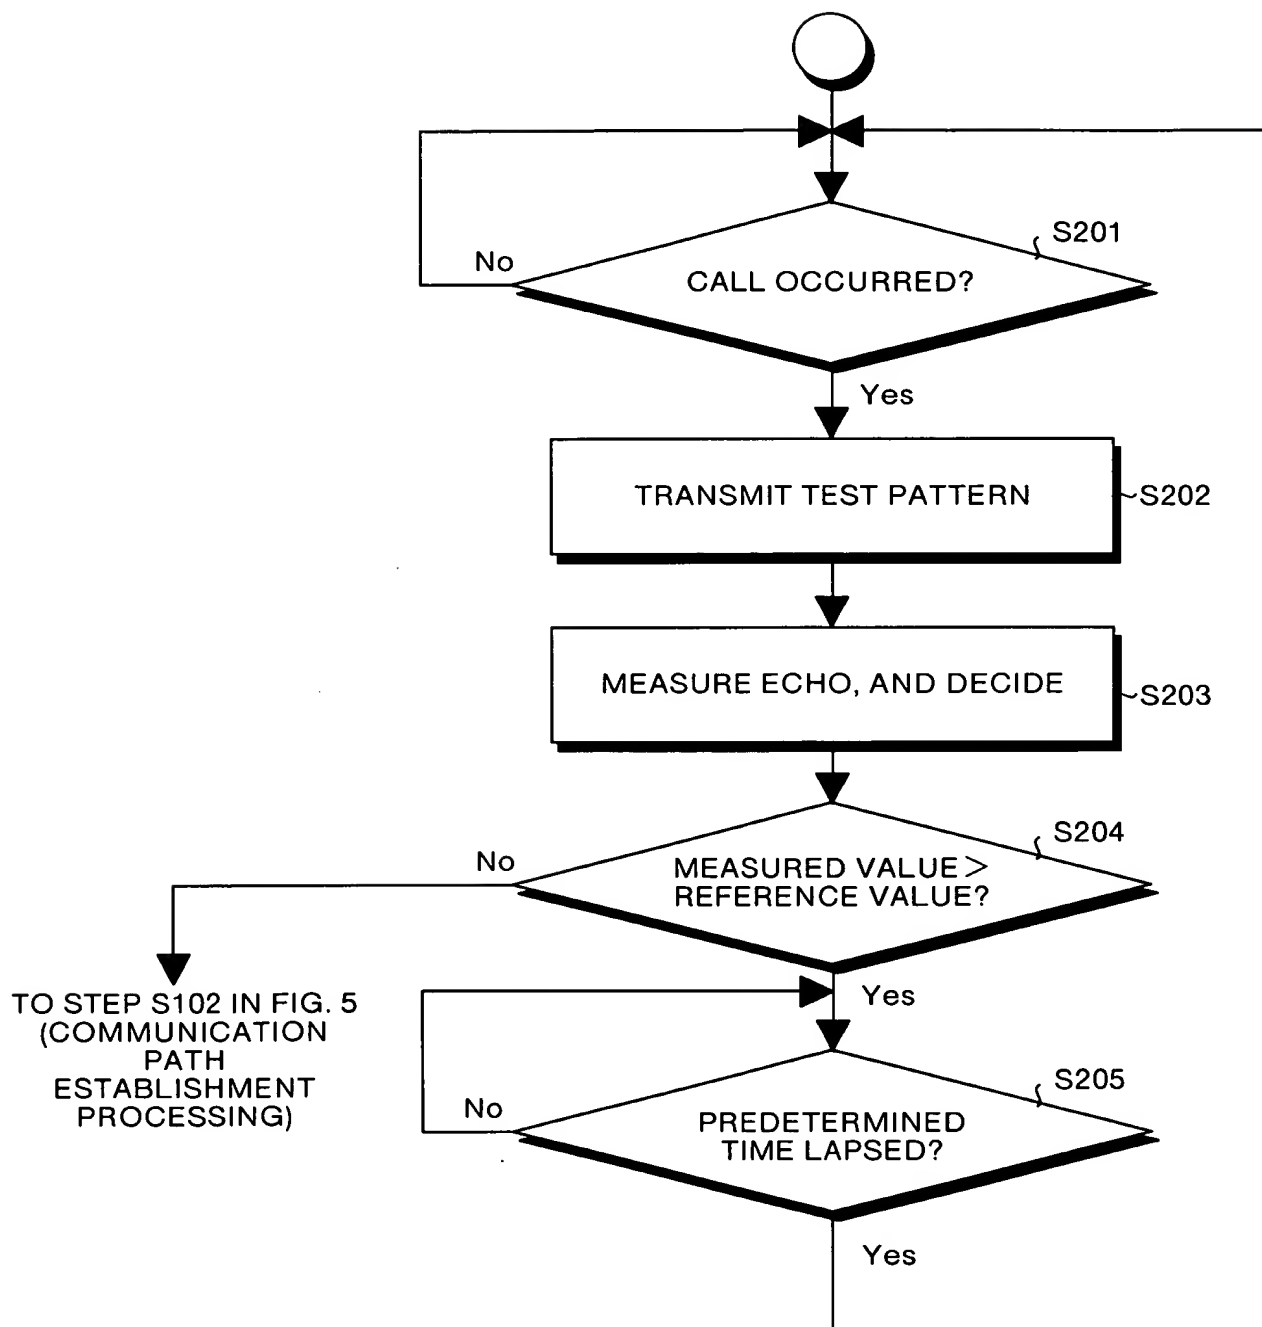 S201
No
CALL OCCURRED?
Yes
TRANSMIT TEST PATTERN
S202
MEASURE ECHO, AND DECIDE
S203
S204
No
MEASURED VALUE >
REFERENCE VALUE?
Yes
TO STEP S102 IN FIG. 5
(COMMUNICATION
PATH
ESTABLISHMENT
PROCESSING)
S205
No
PREDETERMINED
TIME LAPSED?
Yes